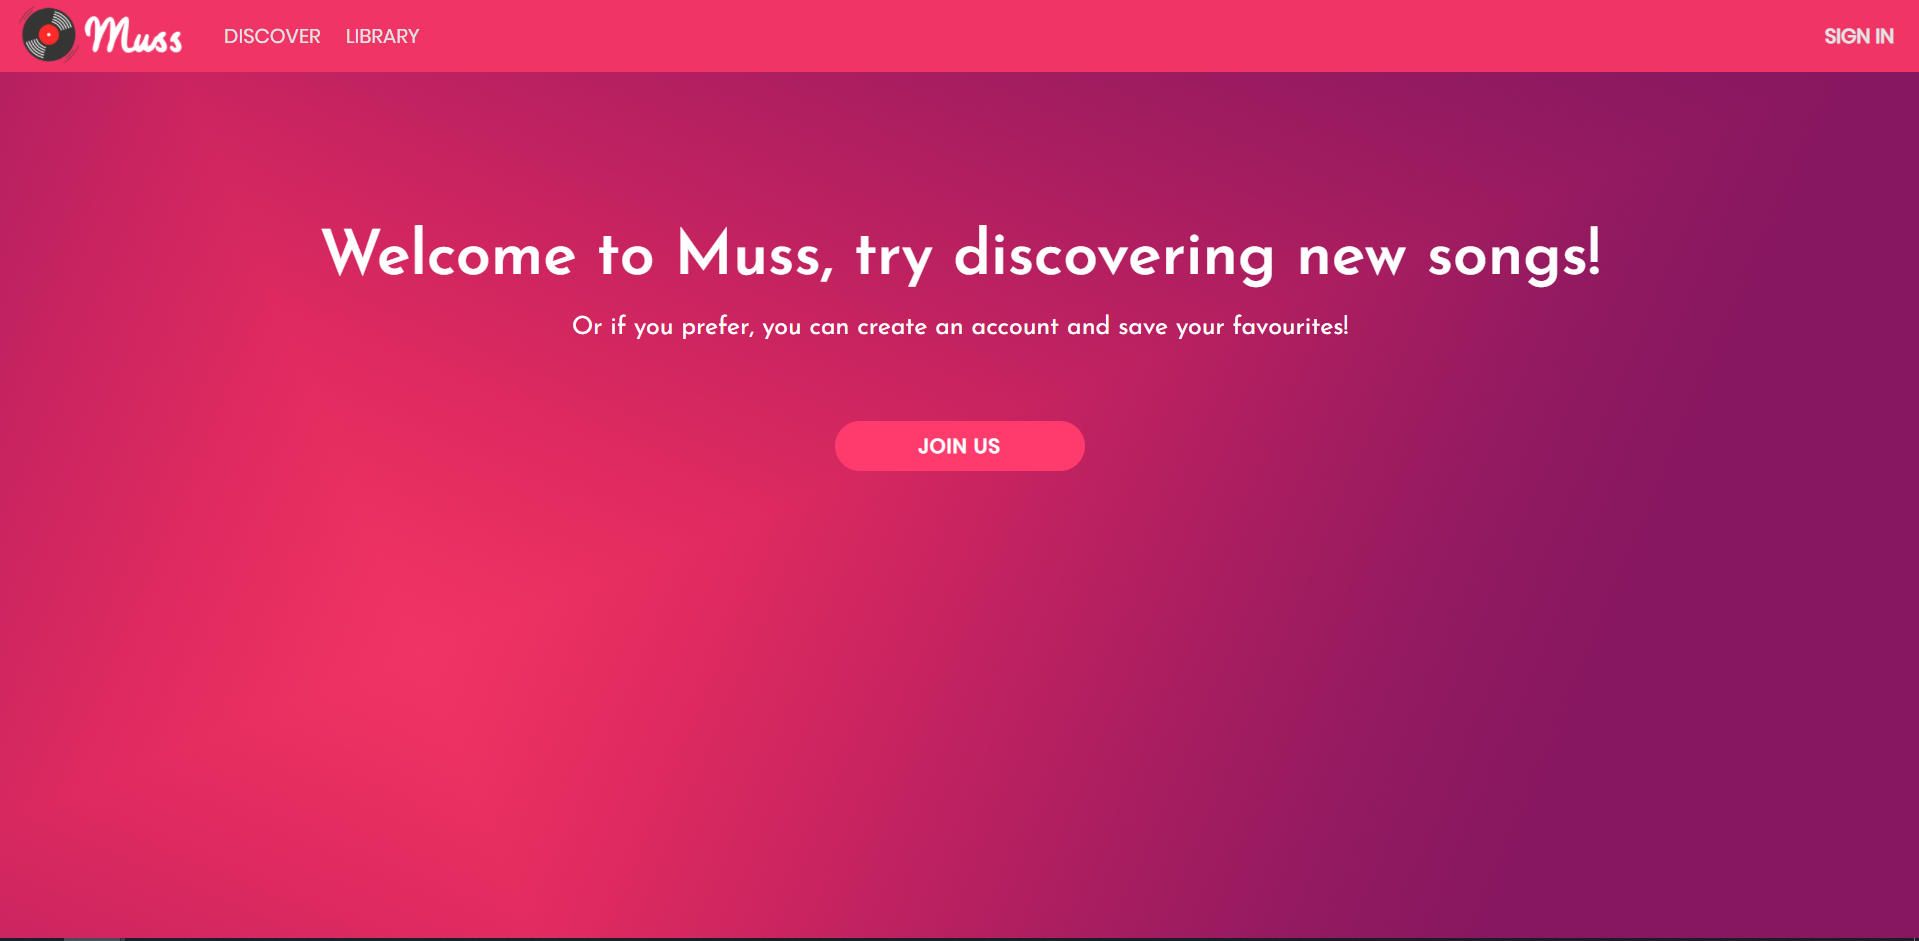 Muss DISCOVER LIBRARY SIGN IN
Welcome to Muss, try discovering new songs!
Or if you prefer, you can create an account and save your favourites!
JOIN US